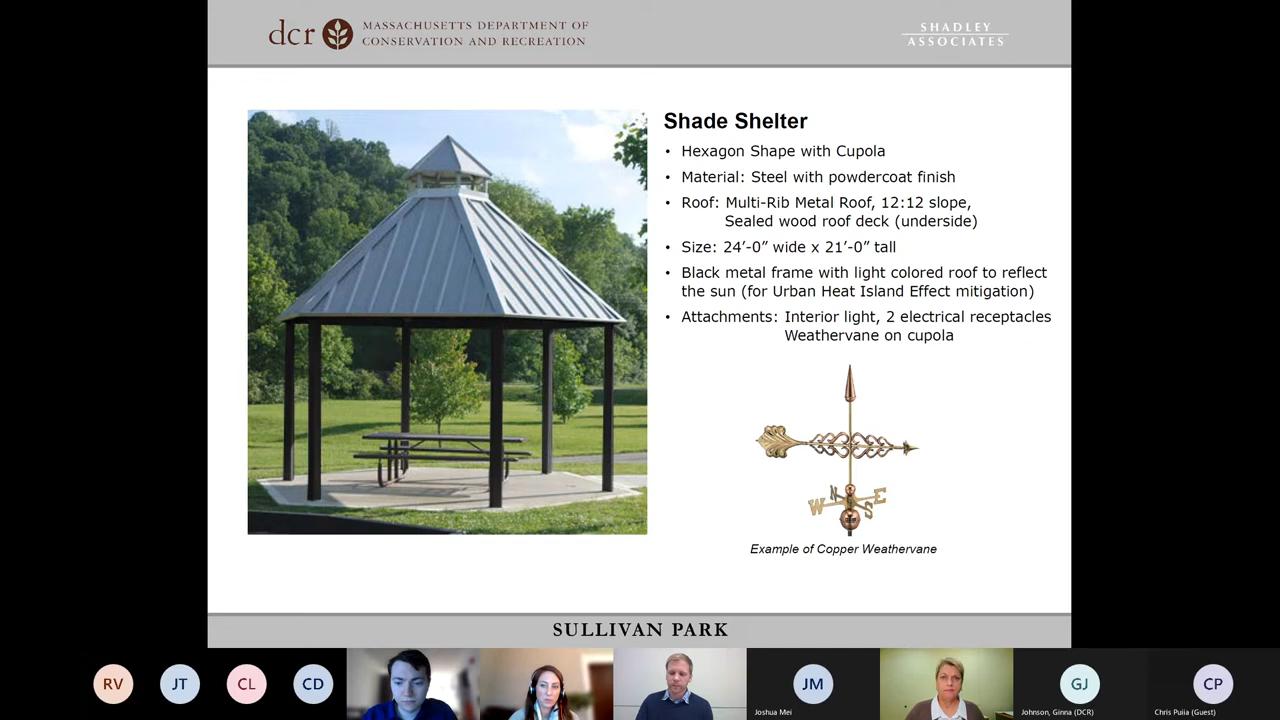 dcr MASSACHUSETTS DEPARTMENT OF
CONSERVATION AND RECREATION
SHADLEY
ASSOCIATES
Shade Shelter
• Hexagon Shape with Cupola
• Material: Steel with powdercoat finish
• Roof: Multi-Rib Metal Roof, 12:12 slope,
Sealed wood roof deck (underside)
• Size: 24’-0” wide x 21’-0” tall
• Black metal frame with light colored roof to reflect
the sun (for Urban Heat Island Effect mitigation)
• Attachments: Interior light, 2 electrical receptacles
Weathervane on cupola
N
W E
S
Example of Copper Weathervane
SULLIVAN PARK
RV JT CL CD JM GJ CP
Joshua Mei Johnson, Ginna (DCR) Chris Puiia (Guest)